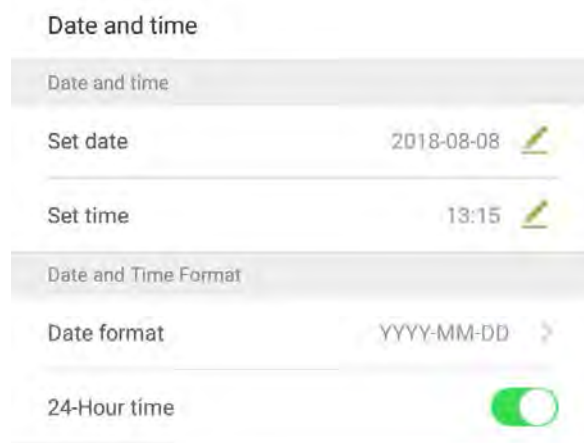 Date and time
Date and time
Set date 2018-08-08
Set time 13:15
Date and Time Format
Date format YYYY-MM-DD >
24-Hour time